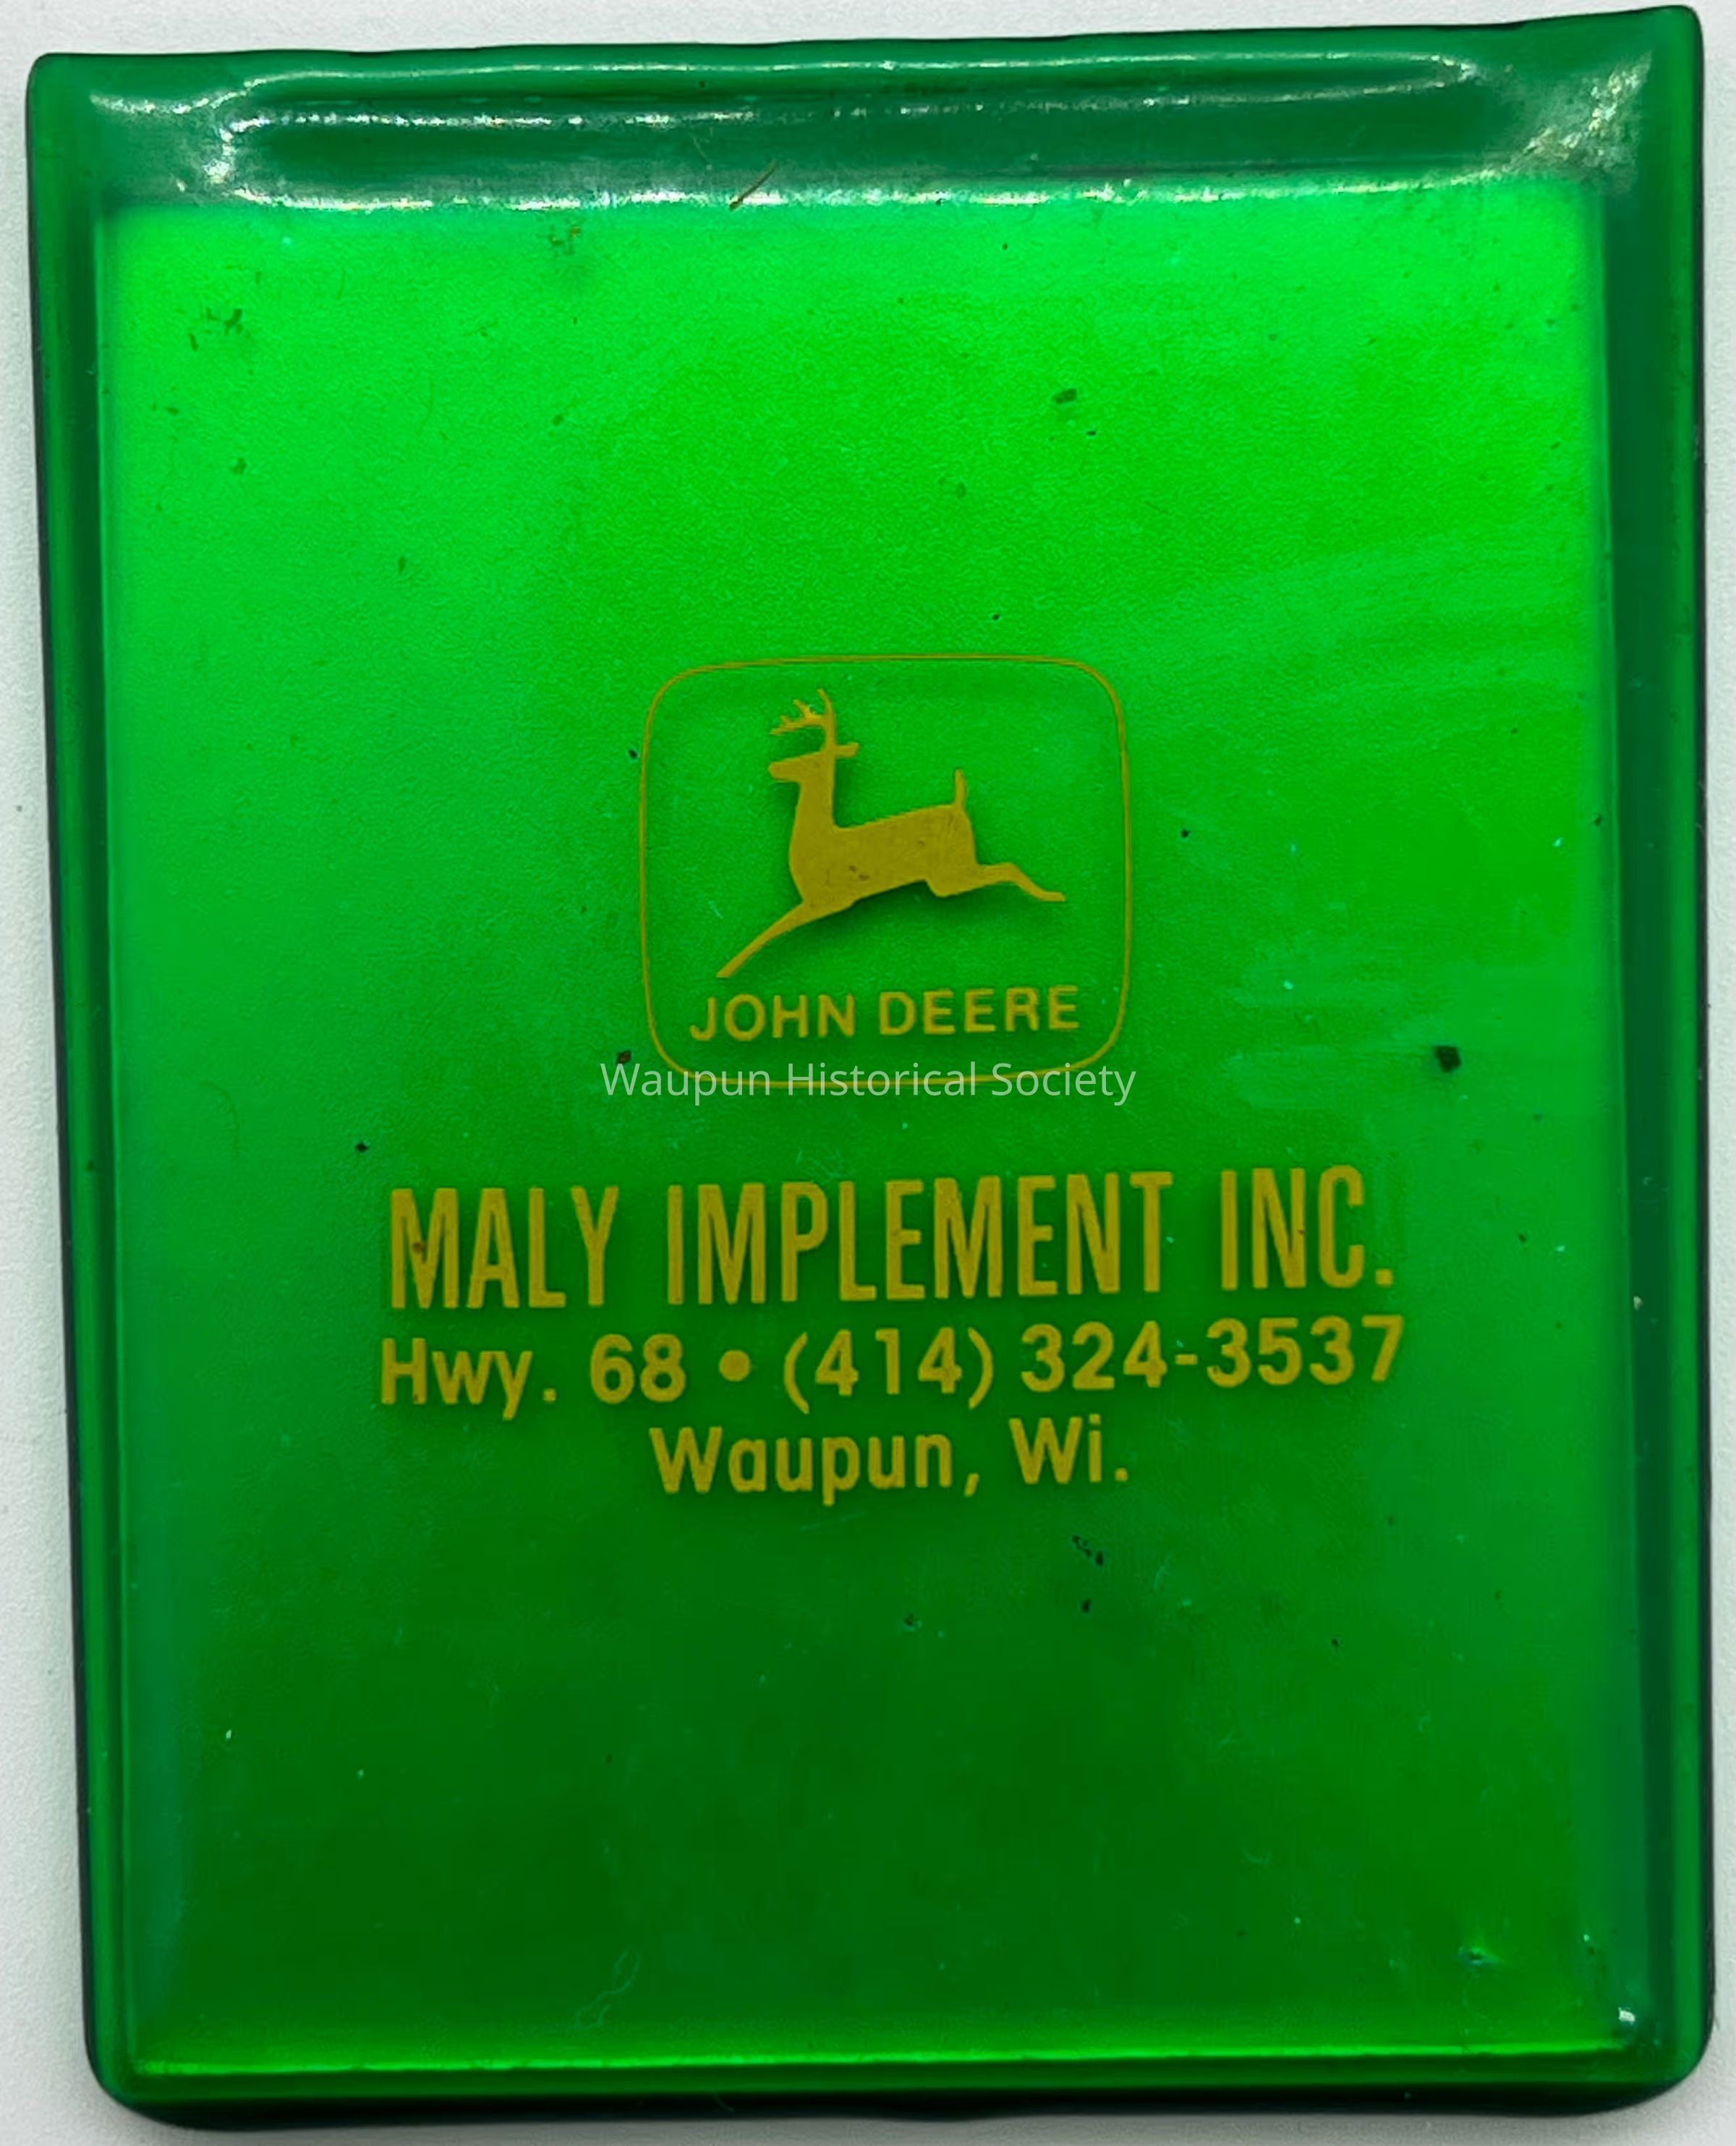 JOHN DEERE
Waupun Historical Society
MALY IMPLEMENT INC.
Hwy. 68 • (414) 324-3537
Waupun, Wi.